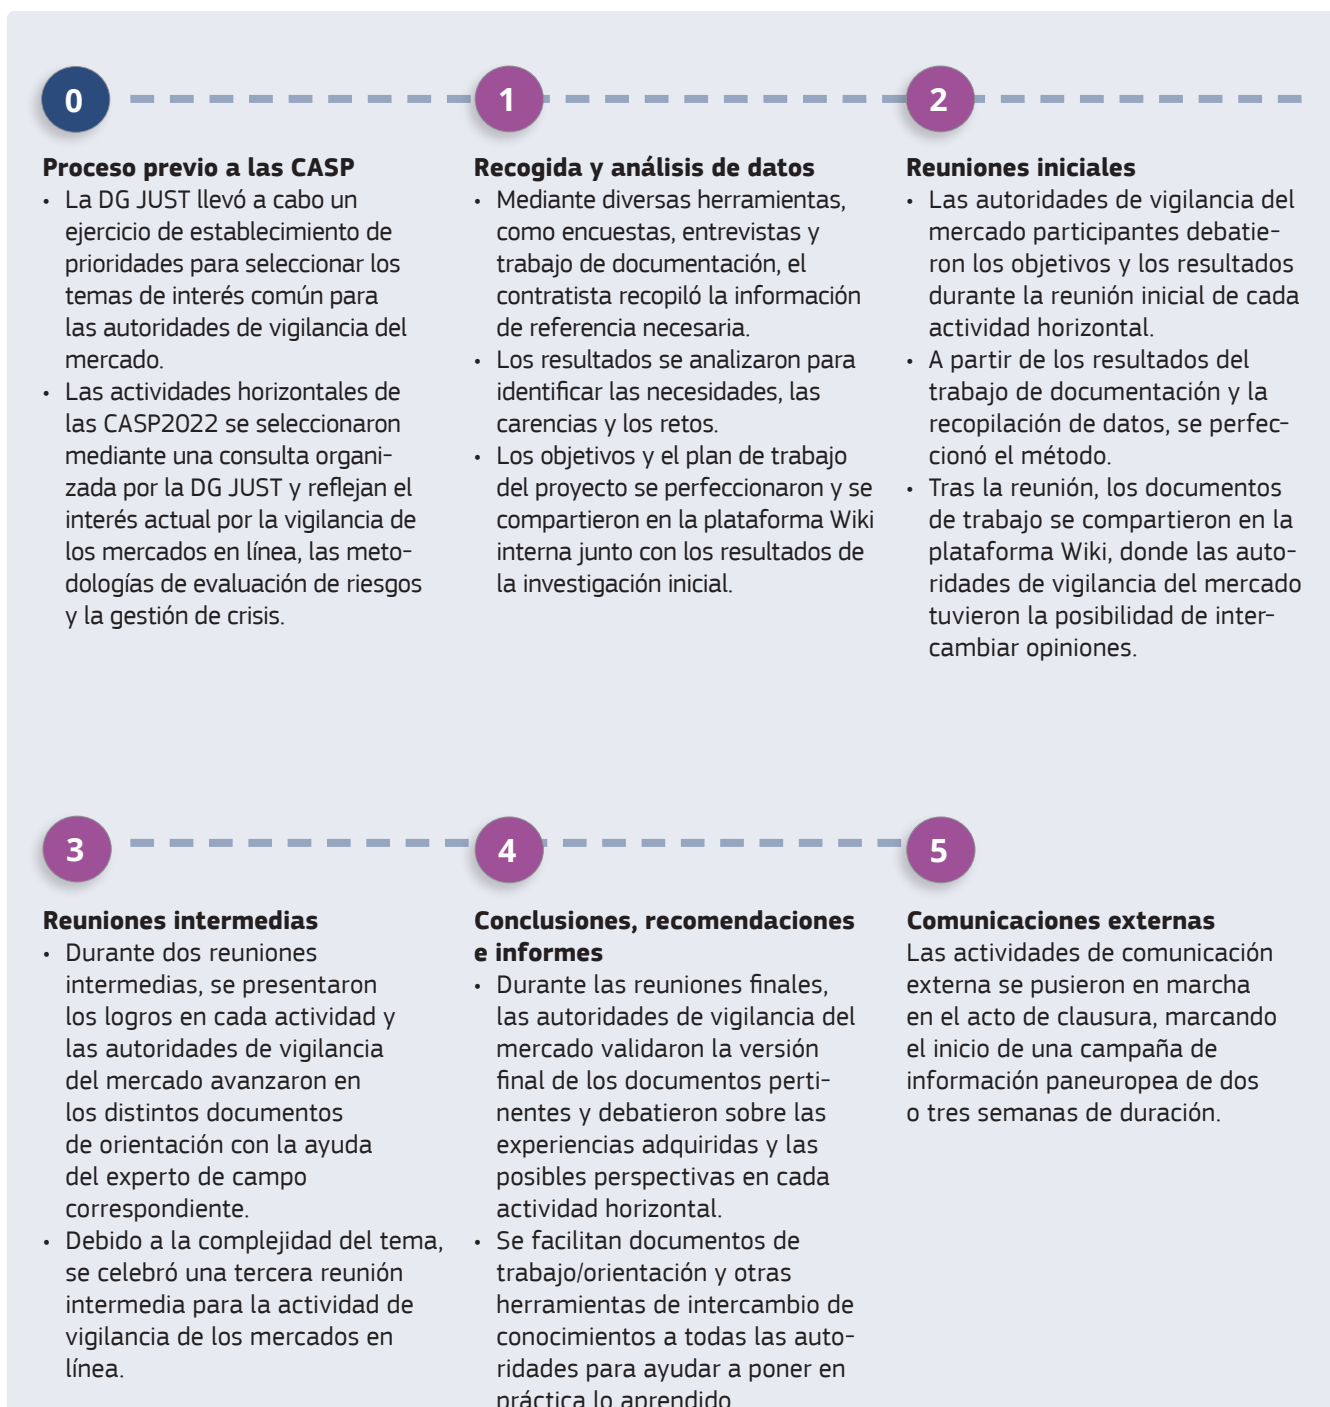 0
Proceso previo a las CASP
• La DG JUST llevó a cabo un
ejercicio de establecimiento de
prioridades para seleccionar los
temas de interés común para
las autoridades de vigilancia del
mercado.
• Las actividades horizontales de
las CASP2022 se seleccionaron
mediante una consulta organi-
zada por la DG JUST y reflejan el
interés actual por la vigilancia de
los mercados en línea, las meto-
dologías de evaluación de riesgos
y la gestión de crisis.
1
Recogida y análisis de datos
• Mediante diversas herramientas,
como encuestas, entrevistas y
trabajo de documentación, el
contratista recopiló la información
de referencia necesaria.
• Los resultados se analizaron para
identificar las necesidades, las
carencias y los retos.
• Los objetivos y el plan de trabajo
del proyecto se perfeccionaron y se
compartieron en la plataforma Wiki
interna junto con los resultados de
la investigación inicial.
2
Reuniones iniciales
• Las autoridades de vigilancia del
mercado participantes debatie-
ron los objetivos y los resultados
durante la reunión inicial de cada
actividad horizontal.
• A partir de los resultados del
trabajo de documentación y la
recopilación de datos, se perfec-
cionó el método.
• Tras la reunión, los documentos
de trabajo se compartieron en la
plataforma Wiki, donde las auto-
ridades de vigilancia del mercado
tuvieron la posibilidad de inter-
cambiar opiniones.
3
Reuniones intermedias
• Durante dos reuniones
intermedias, se presentaron
los logros en cada actividad y
las autoridades de vigilancia
del mercado avanzaron en
los distintos documentos
de orientación con la ayuda
del experto de campo
correspondiente.
• Debido a la complejidad del tema,
se celebró una tercera reunión
intermedia para la actividad de
vigilancia de los mercados en
línea.
4
Conclusiones, recomendaciones
e informes
• Durante las reuniones finales,
las autoridades de vigilancia del
mercado validaron la versión
final de los documentos perti-
nentes y debatieron sobre las
experiencias adquiridas y las
posibles perspectivas en cada
actividad horizontal.
• Se facilitan documentos de
trabajo/orientación y otras
herramientas de intercambio de
conocimientos a todas las auto-
ridades para ayudar a poner en
práctica lo aprendido
5
Comunicaciones externas
Las actividades de comunicación
externa se pusieron en marcha
en el acto de clausura, marcando
el inicio de una campaña de
información paneuropea de dos
o tres semanas de duración.